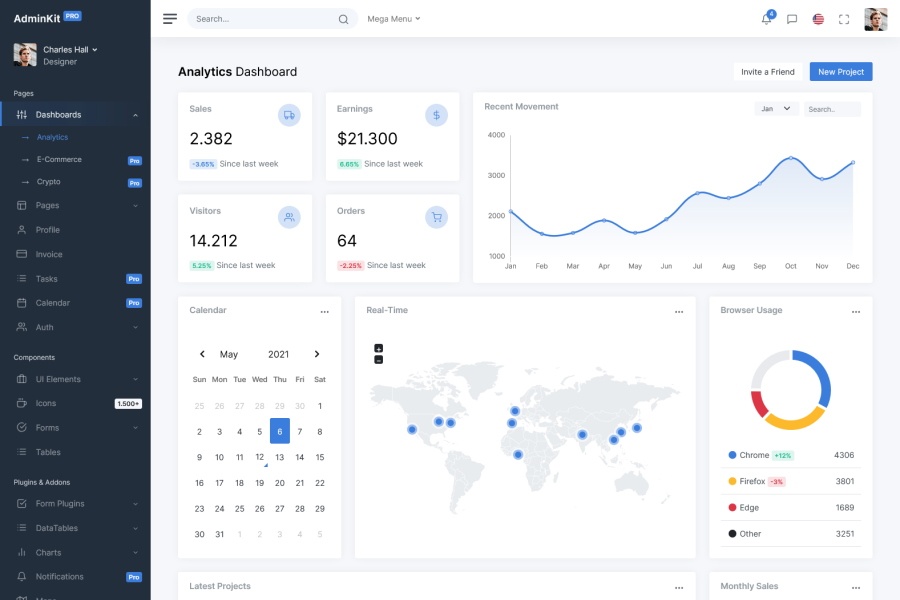 AdminKit PRO
Charles Hall
Designer
Pages
Dashboards
Analytics
E-Commerce Pro
Crypto Pro
Pages
Profile
Invoice
Tasks Pro
Calendar Pro
Auth
Components
UI Elements
Icons 1.500+
Forms
Tables
Plugins & Addons
Form Plugins
DataTables
Charts
Notifications Pro
Search... Mega Menu 4
Analytics Dashboard Invite a Friend New Project
Sales
2.382
-3.65% Since last week
Earnings
$21.300
6.65% Since last week
Visitors
14.212
5.25% Since last week
Orders
64
-2.25% Since last week
Recent Movement Jan Search..
4000
3000
2000
1000
Jan Feb Mar Apr May Jun Jul Aug Sep Oct Nov Dec
Calendar
May 2021
Sun Mon Tue Wed Thu Fri Sat
25 26 27 28 29 30 1
2 3 4 5 6 7 8
9 10 11 12 13 14 15
16 17 18 19 20 21 22
23 24 25 26 27 28 29
30 31 1 2 3 4 5
Real-Time
+
-
Browser Usage
Chrome +12% 4306
Firefox -3% 3801
Edge 1689
Other 3251
Latest Projects
Monthly Sales